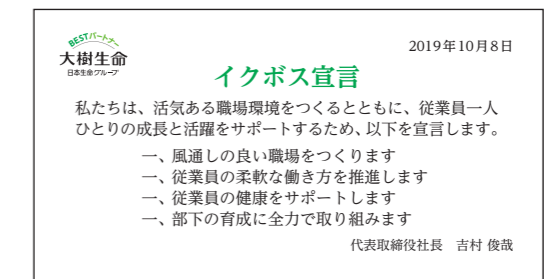 BESTパートナー
大樹生命
日本生命グループ
2019年10月8日
イクボス宣言
私たちは、活気ある職場環境をつくるとともに、従業員一人
ひとりの成長と活躍をサポートするため、以下を宣言します。
一、風通しの良い職場をつくります
一、従業員の柔軟な働き方を推進します
一、従業員の健康をサポートします
一、部下の育成に全力で取り組みます
代表取締役社長　吉村 俊哉